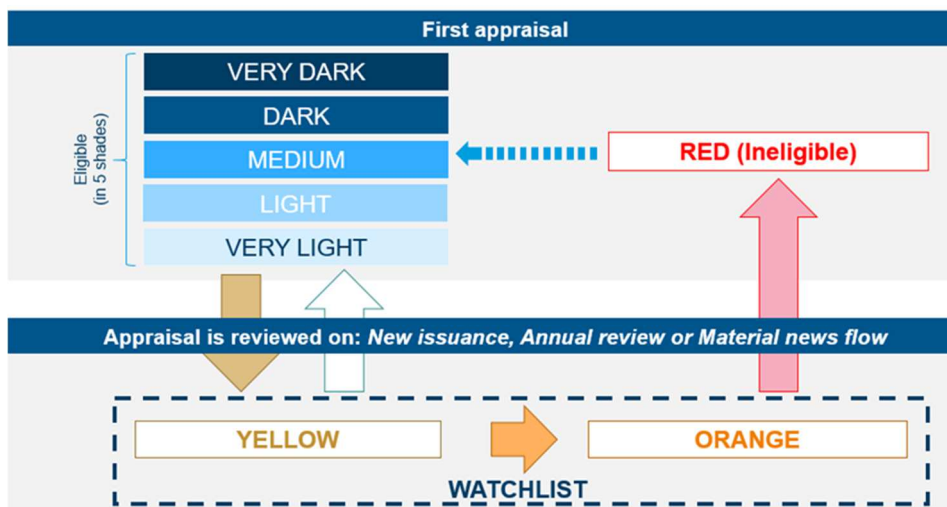 First appraisal
Eligible
(in 5 shades)
VERY DARK
DARK
MEDIUM
LIGHT
VERY LIGHT
RED (Ineligible)
Appraisal is reviewed on: New issuance, Annual review or Material news flow
YELLOW
ORANGE
WATCHLIST